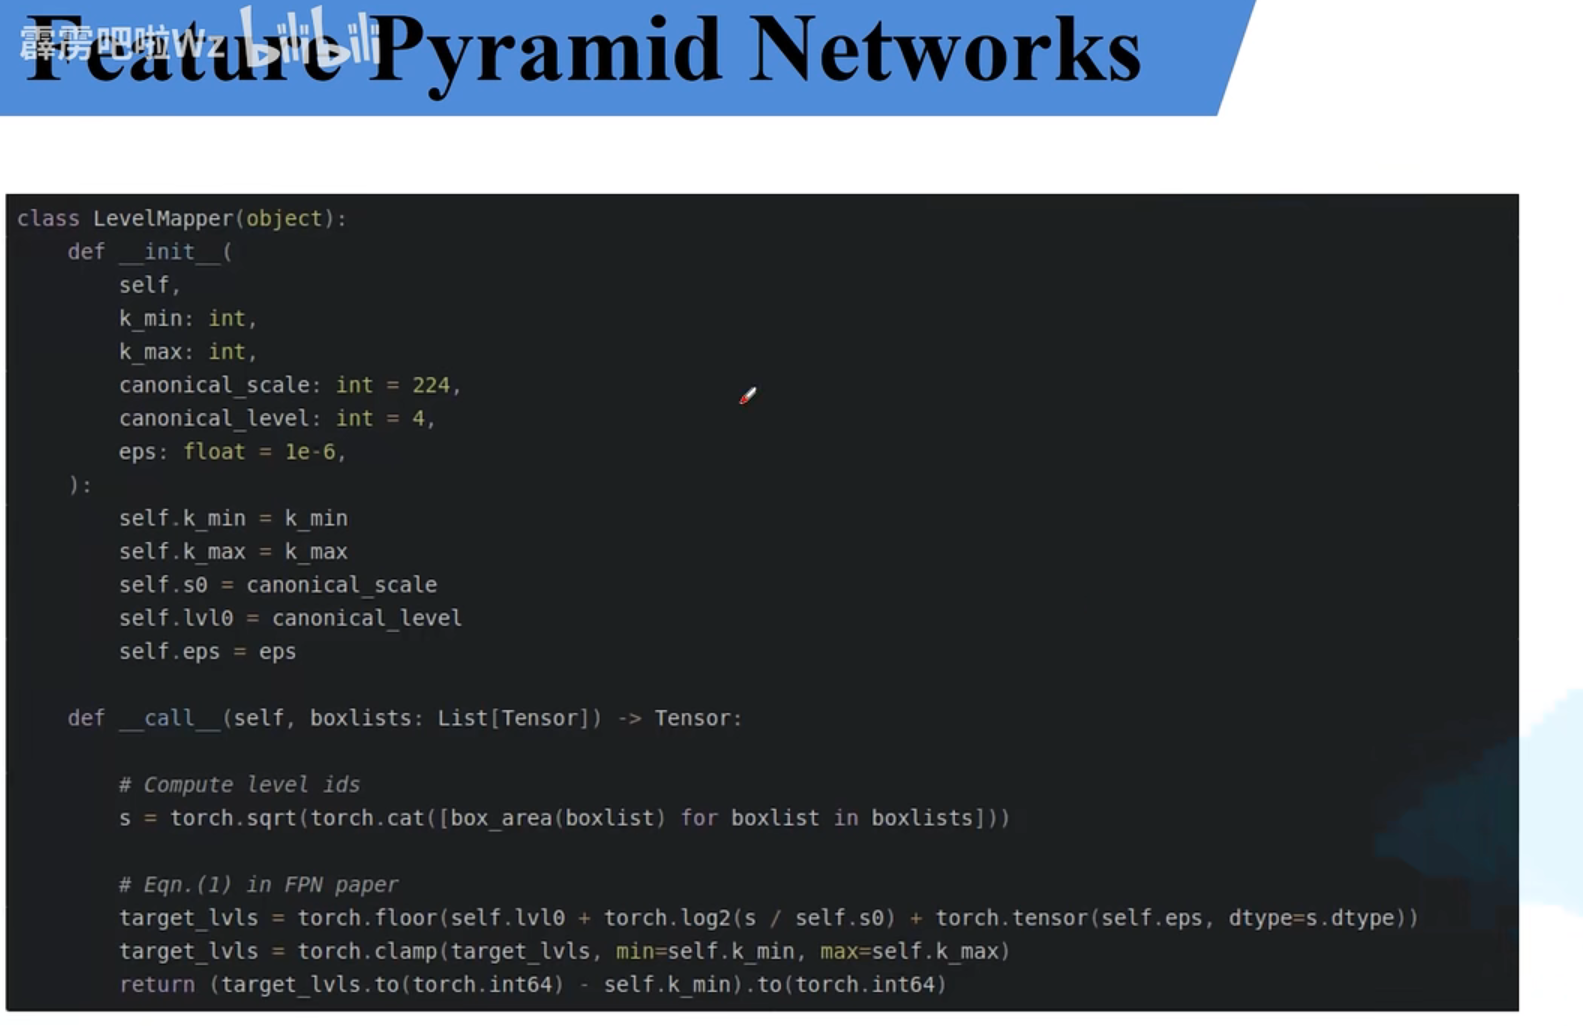 霹雳吧啦Wz bilibili
Feature Pyramid Networks
class LevelMapper(object):
    def __init__(
        self,
        k_min: int,
        k_max: int,
        canonical_scale: int = 224,
        canonical_level: int = 4,
        eps: float = 1e-6,
    ):
        self.k_min = k_min
        self.k_max = k_max
        self.s0 = canonical_scale
        self.lvl0 = canonical_level
        self.eps = eps
    def __call__(self, boxlists: List[Tensor]) -> Tensor:
        # Compute level ids
        s = torch.sqrt(torch.cat([box_area(boxlist) for boxlist in boxlists]))
        # Eqn.(1) in FPN paper
        target_lvls = torch.floor(self.lvl0 + torch.log2(s / self.s0) + torch.tensor(self.eps, dtype=s.dtype))
        target_lvls = torch.clamp(target_lvls, min=self.k_min, max=self.k_max)
        return (target_lvls.to(torch.int64) - self.k_min).to(torch.int64)